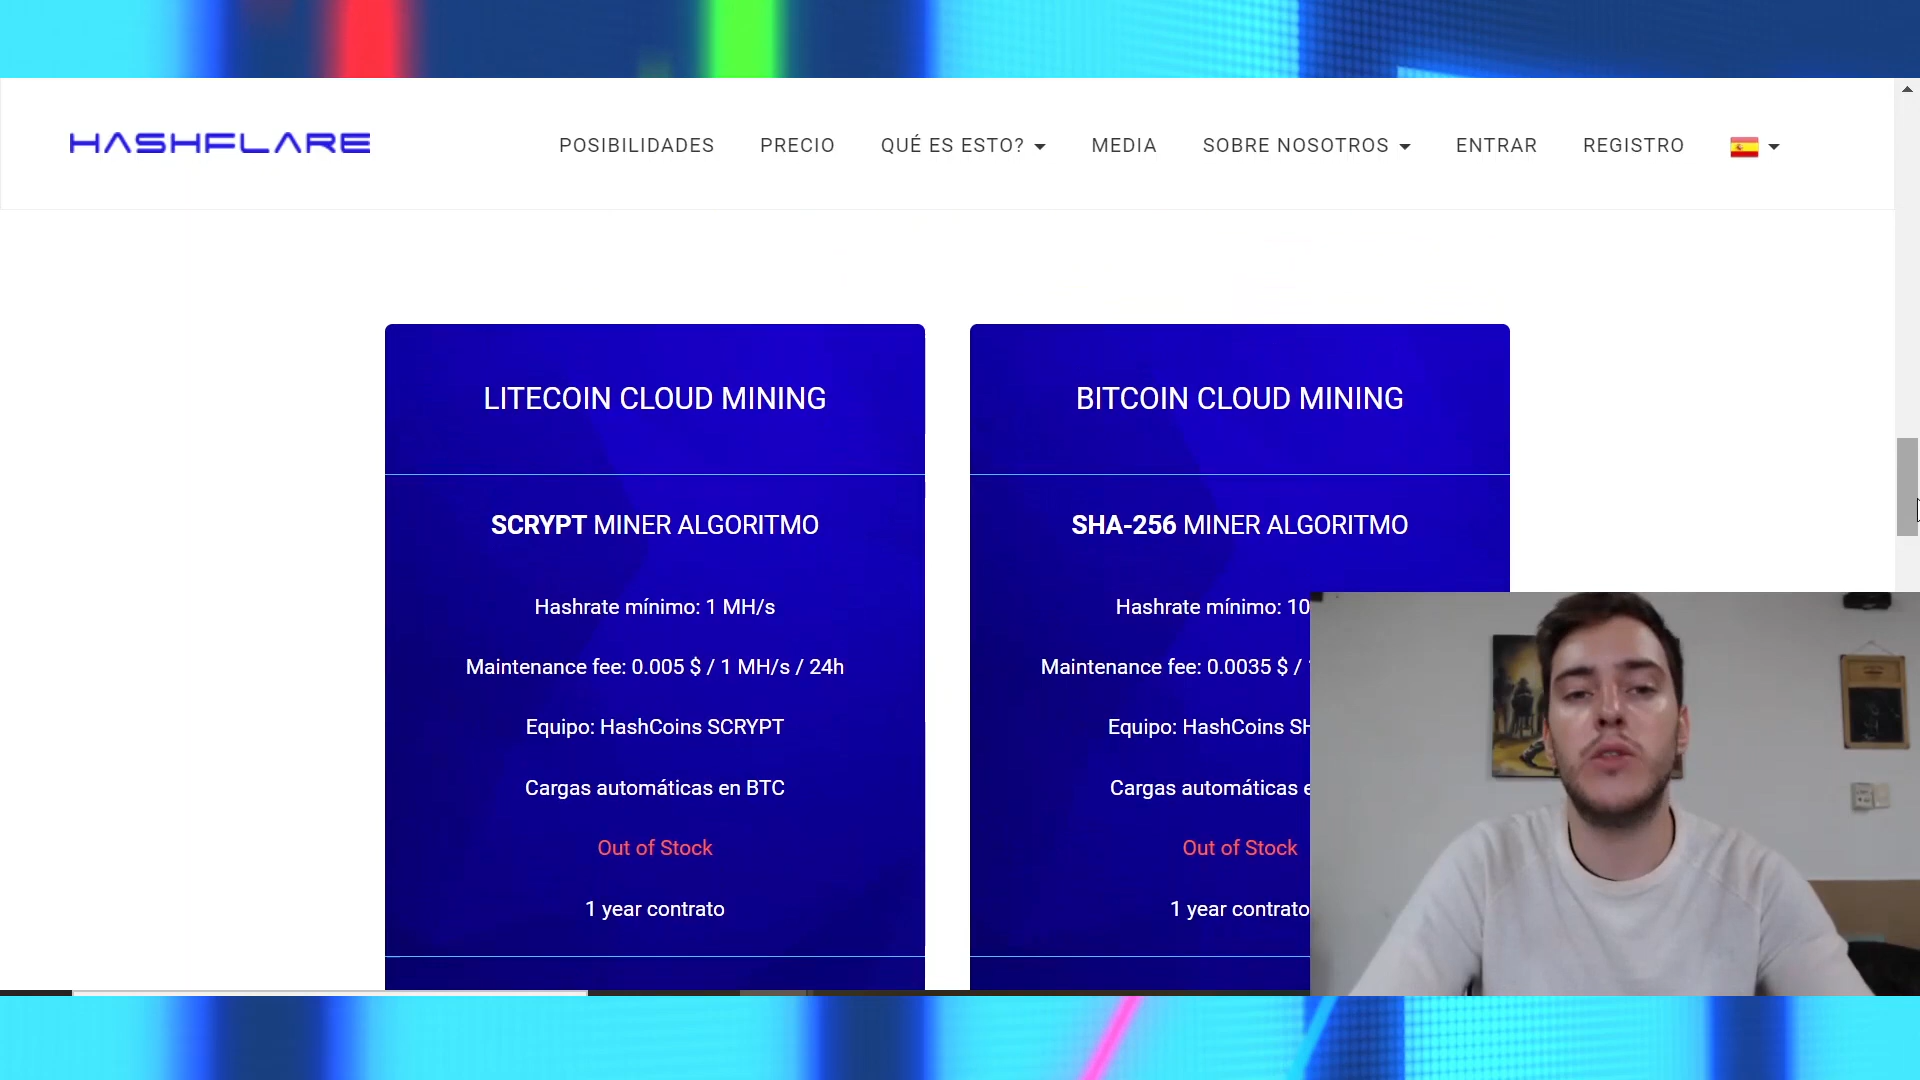 HASHFLARE
POSIBILIDADES
PRECIO
QUÉ ES ESTO?
MEDIA
SOBRE NOSOTROS
ENTRAR
REGISTRO
LITECOIN CLOUD MINING
SCRYPT MINER ALGORITMO
Hashrate mínimo: 1 MH/s
Maintenance fee: 0.005 $ / 1 MH/s / 24h
Equipo: HashCoins SCRYPT
Cargas automáticas en BTC
Out of Stock
1 year contrato
BITCOIN CLOUD MINING
SHA-256 MINER ALGORITMO
Hashrate mínimo: 10
Maintenance fee: 0.0035 $ /
Equipo: HashCoins SH
Cargas automáticas e
Out of Stock
1 year contrato